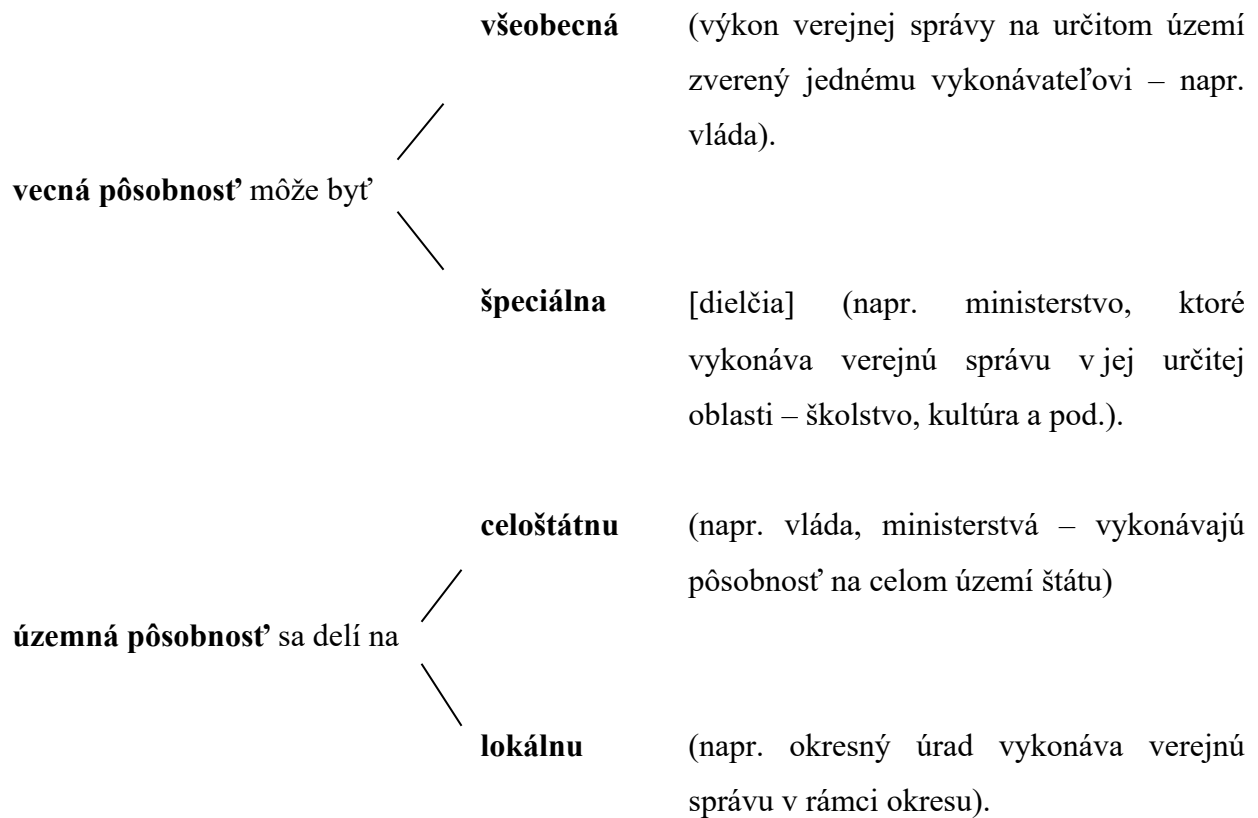 všeobecná (výkon verejnej správy na určitom území
zverený jednému vykonávateľovi – napr.
vláda).
vecná pôsobnosť môže byť
špeciálna [dielčia] (napr. ministerstvo, ktoré
vykonáva verejnú správu v jej určitej
oblasti – školstvo, kultúra a pod.).
celoštátnu (napr. vláda, ministerstvá – vykonávajú
pôsobnosť na celom území štátu)
územná pôsobnosť sa delí na
lokálnu (napr. okresný úrad vykonáva verejnú
správu v rámci okresu).